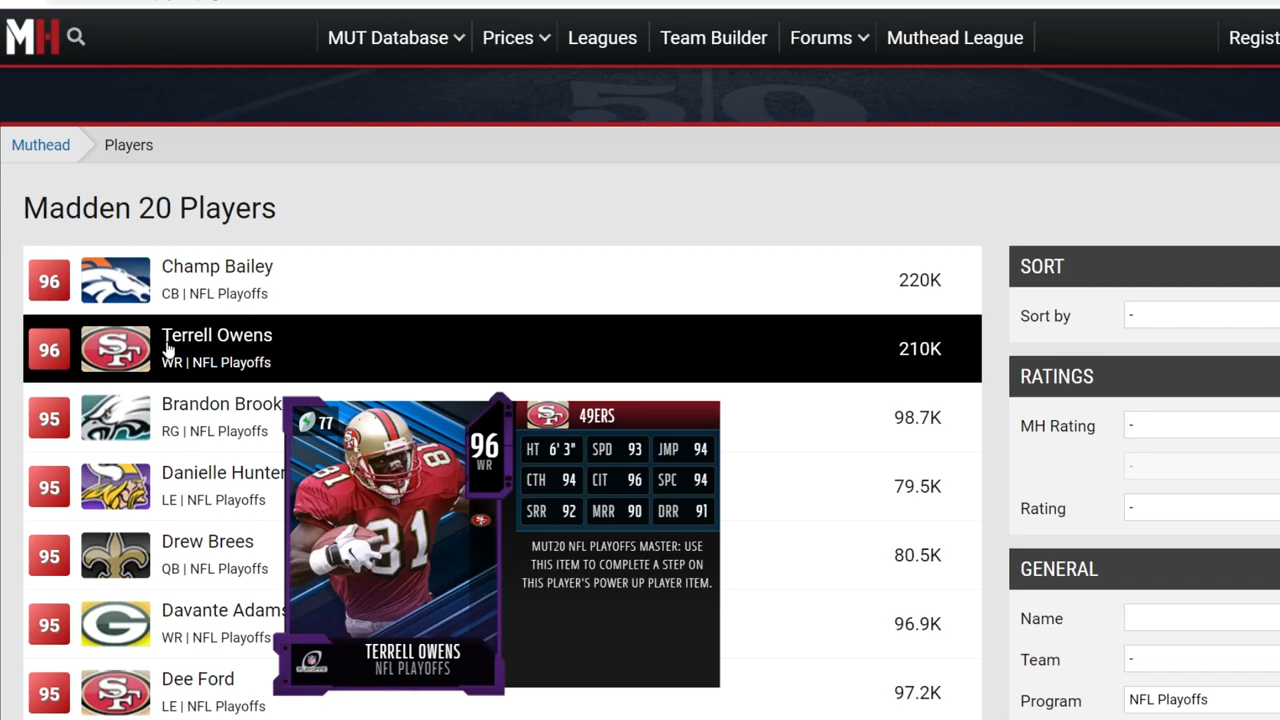 MH
MUT Database
Prices
Leagues
Team Builder
Forums
Muthead League
Regist
50
Muthead
Players
Madden 20 Players
96
Champ Bailey
CB | NFL Playoffs
220K
96
Terrell Owens
WR | NFL Playoffs
210K
95
Brandon Brook
RG | NFL Playoffs
98.7K
95
Danielle Hunter
LE | NFL Playoffs
79.5K
95
Drew Brees
QB | NFL Playoffs
80.5K
95
Davante Adams
WR | NFL Playoffs
96.9K
95
Dee Ford
LE | NFL Playoffs
97.2K
77
96
WR
81
81
TERRELL OWENS
NFL PLAYOFFS
49ERS
HT 6' 3" SPD 93 JMP 94
CTH 94 CIT 96 SPC 94
SRR 92 MRR 90 DRR 91
MUT20 NFL PLAYOFFS MASTER: USE
THIS ITEM TO COMPLETE A STEP ON
THIS PLAYER'S POWER UP PLAYER ITEM.
SORT
Sort by
-
RATINGS
MH Rating
-
-
Rating
-
GENERAL
Name
Team
-
Program
NFL Playoffs